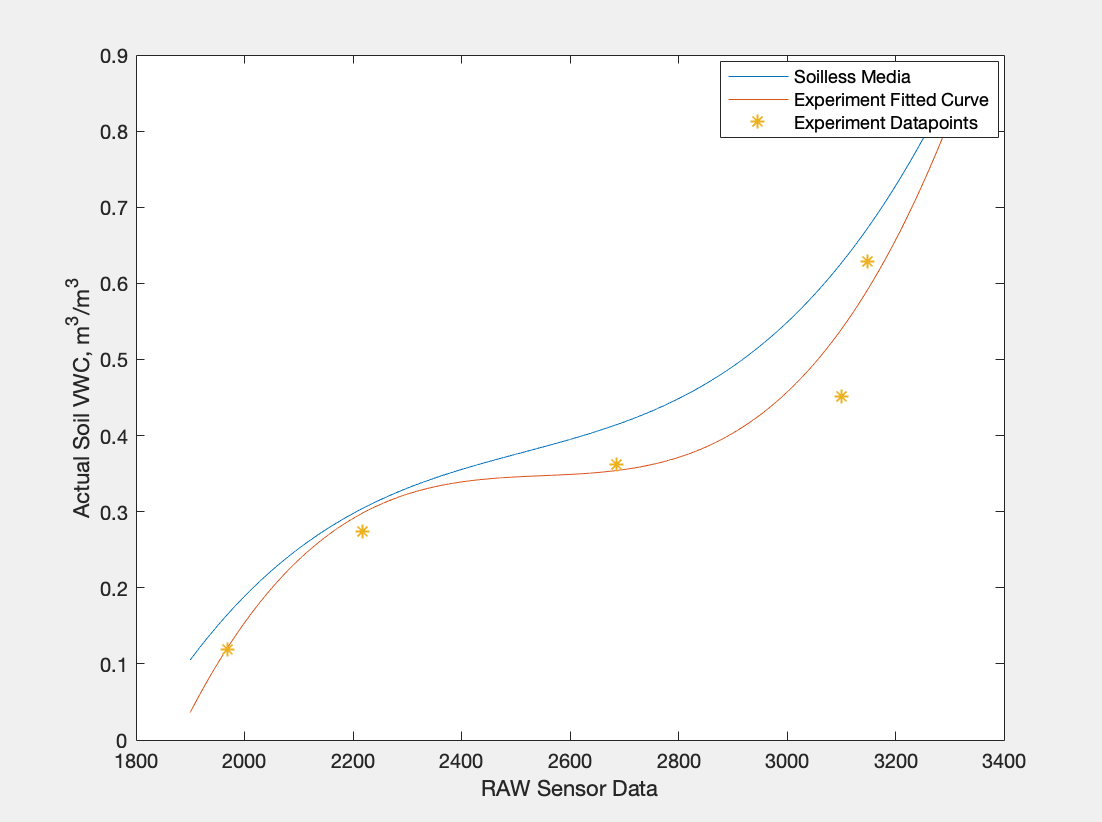 0.9
0.8
0.7
0.6
0.5
0.4
0.3
0.2
0.1
0
Actual Soil VWC, m³/m³
Soilless Media
Experiment Fitted Curve
Experiment Datapoints
1800 2000 2200 2400 2600 2800 3000 3200 3400
RAW Sensor Data